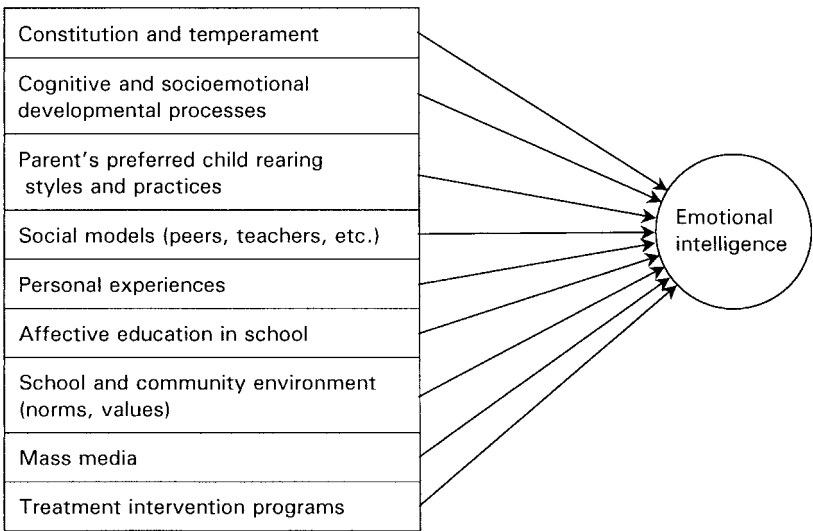 Constitution and temperament
Cognitive and socioemotional
developmental processes
Parent's preferred child rearing
styles and practices
Social models (peers, teachers, etc.)
Personal experiences
Affective education in school
School and community environment
(norms, values)
Mass media
Treatment intervention programs
Emotional
intelligence